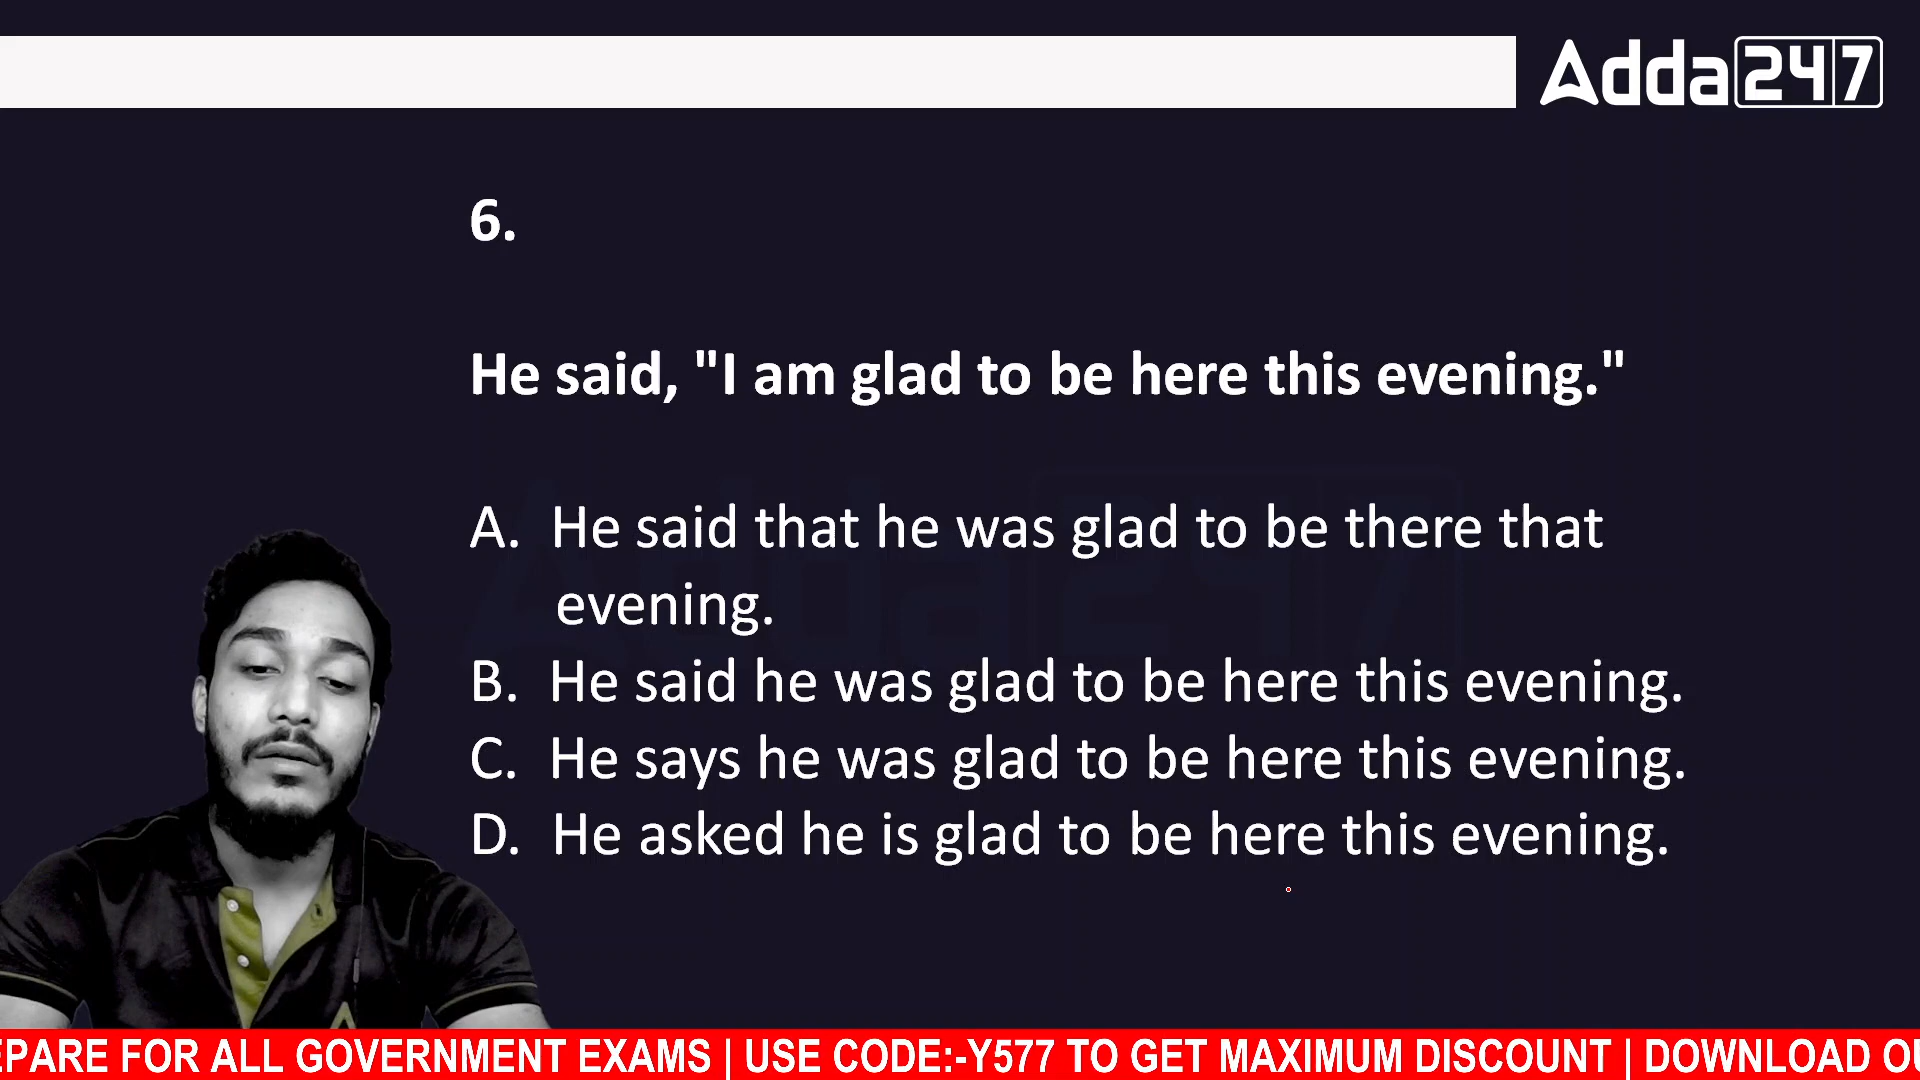 Adda247
6.
He said, "I am glad to be here this evening."
A. He said that he was glad to be there that
evening.
B. He said he was glad to be here this evening.
C. He says he was glad to be here this evening.
D. He asked he is glad to be here this evening.
EPARE FOR ALL GOVERNMENT EXAMS | USE CODE:-Y577 TO GET MAXIMUM DISCOUNT | DOWNLOAD OU